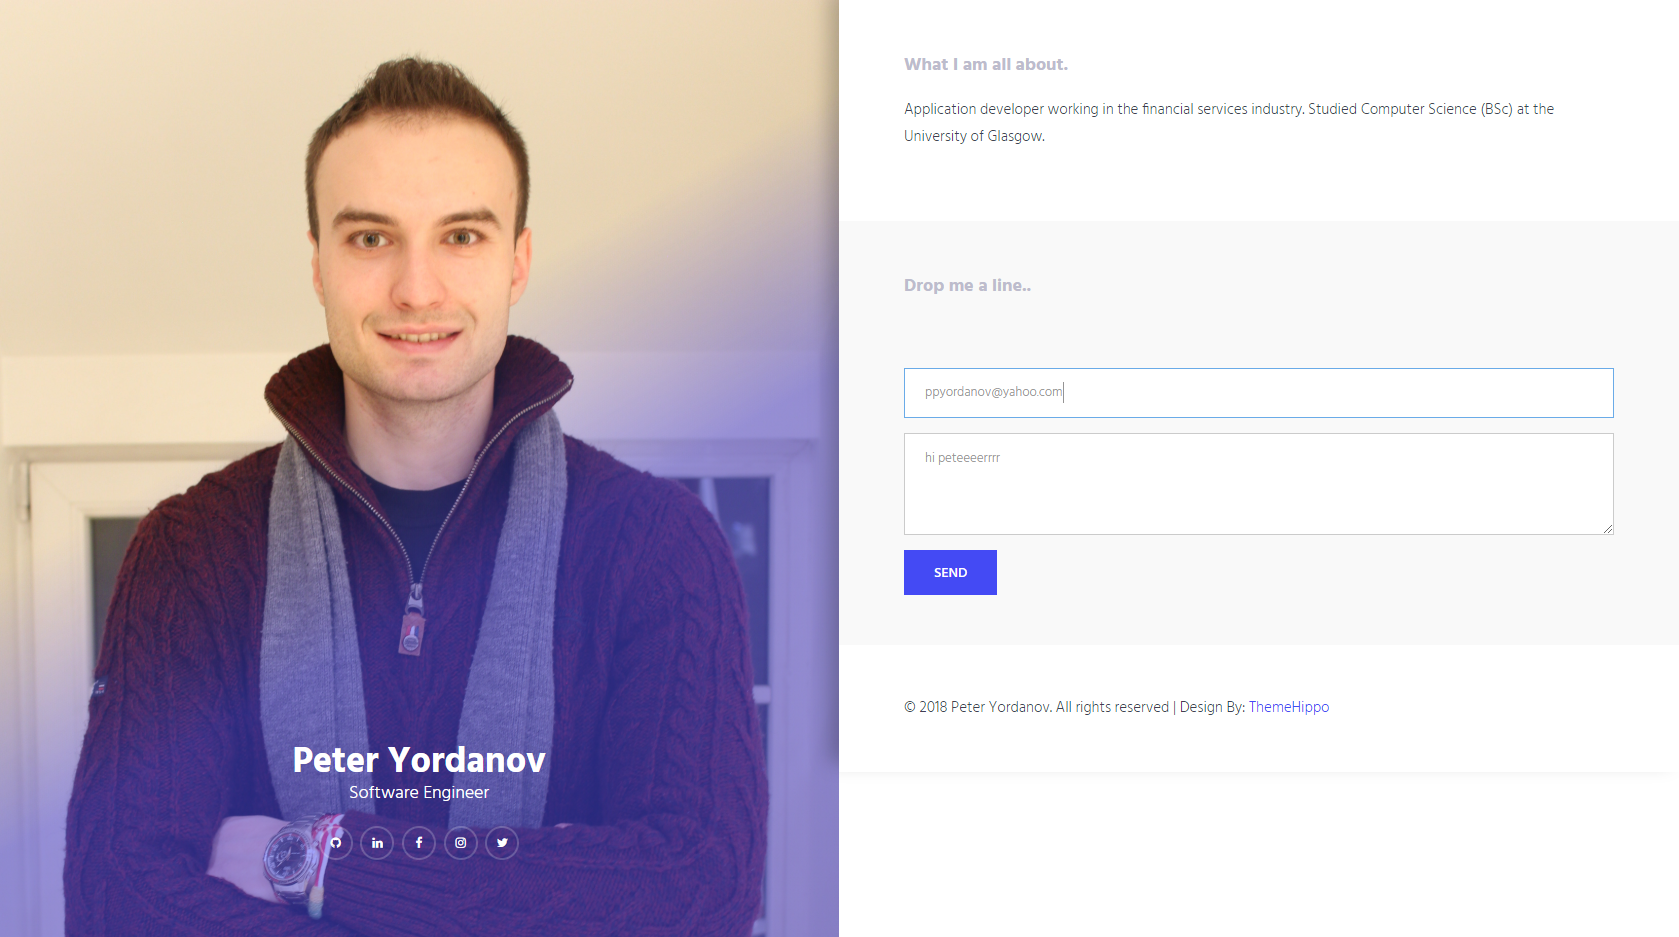 What I am all about.
Application developer working in the financial services industry. Studied Computer Science (BSc) at the
University of Glasgow.
Drop me a line..
ppyordanov@yahoo.com
hi peteeeerrrr
SEND
© 2018 Peter Yordanov. All rights reserved | Design By: ThemeHippo
Peter Yordanov
Software Engineer